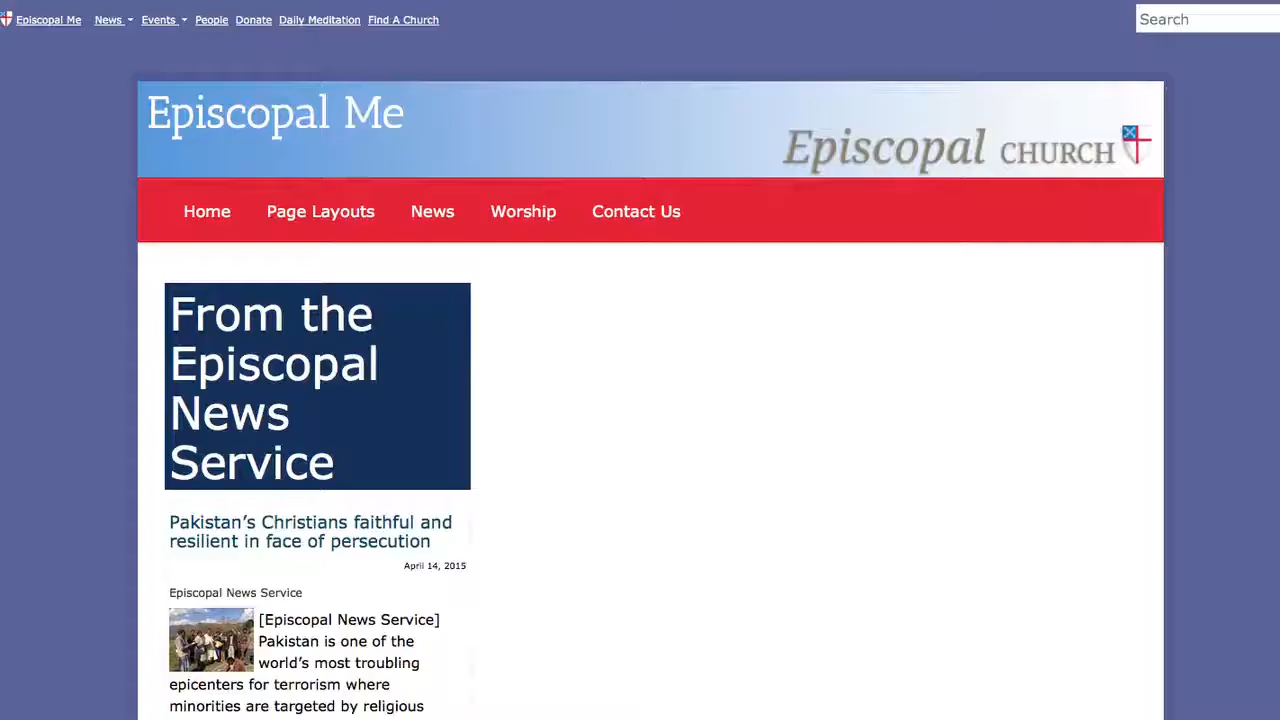 Episcopal Me News Events People Donate Daily Meditation Find A Church Search
Episcopal Me
Episcopal CHURCH
Home Page Layouts News Worship Contact Us
From the
Episcopal
News
Service
Pakistan’s Christians faithful and
resilient in face of persecution
April 14, 2015
Episcopal News Service
[Episcopal News Service]
Pakistan is one of the
world’s most troubling
epicenters for terrorism where
minorities are targeted by religious